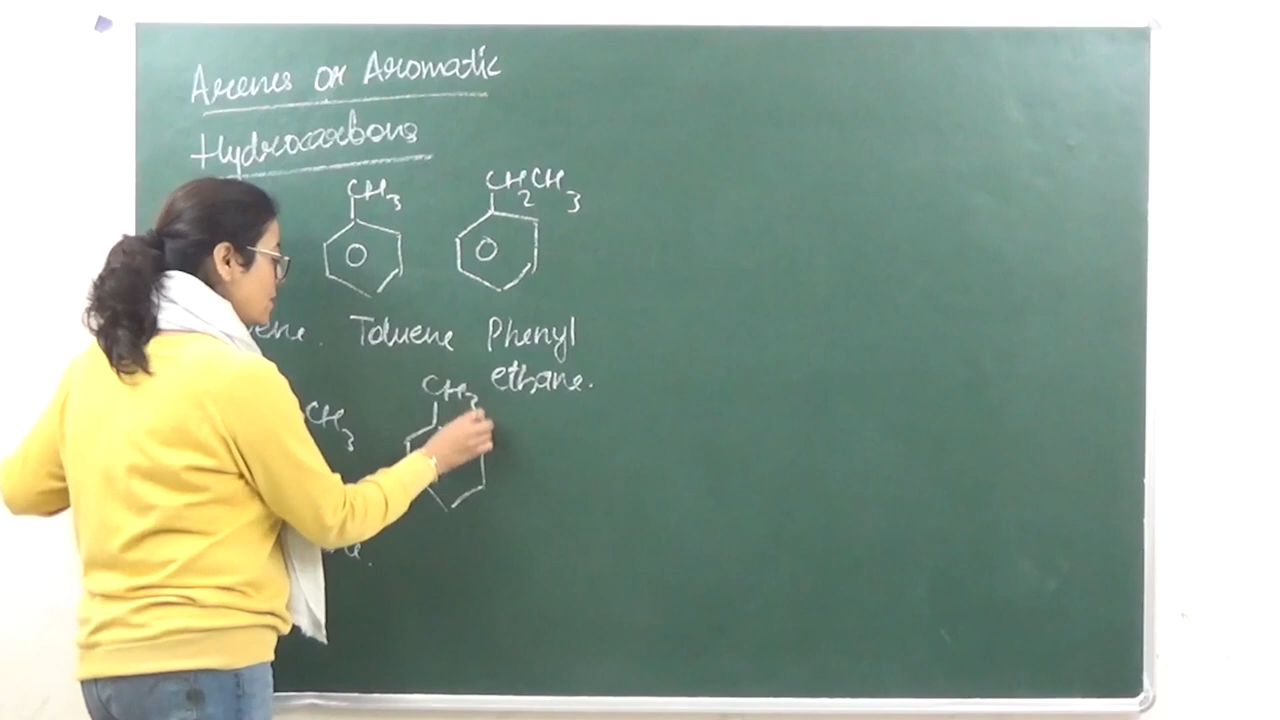 Arenes or Aromatic
Hydrocarbons
CH3 CH2CH3
Toluene Phenyl
ethane.
CH3 CH3